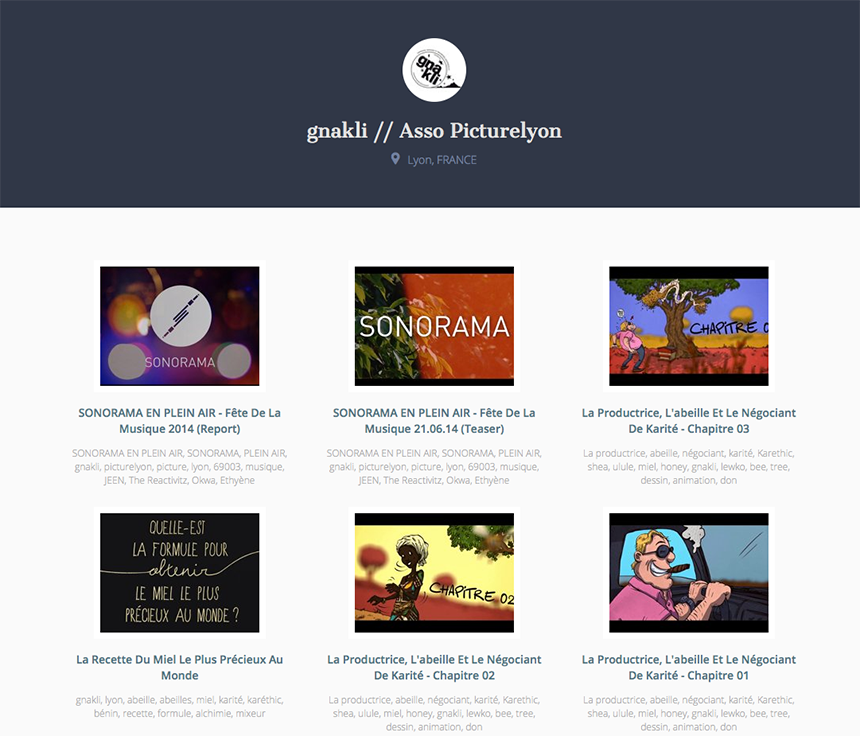 gnakli
gnakli // Asso Picturelyon
Lyon, FRANCE
SONORAMA
SONORAMA
CHAPITRE
SONORAMA EN PLEIN AIR - Fête De La
Musique 2014 (Report)
SONORAMA EN PLEIN AIR, SONORAMA, PLEIN AIR,
gnakli, picturelyon, picture, lyon, 69003, musique,
JEEN, The Reactivitz, Okwa, Ethyène
SONORAMA EN PLEIN AIR - Fête De La
Musique 21.06.14 (Teaser)
SONORAMA EN PLEIN AIR, SONORAMA, PLEIN AIR,
gnakli, picturelyon, picture, lyon, 69003, musique,
JEEN, The Reactivitz, Okwa, Ethyène
La Productrice, L'abeille Et Le Négociant
De Karité - Chapitre 03
La productrice, abeille, négociant, karité, Karethic,
shea, ulule, miel, honey, gnakli, lewko, bee, tree,
dessin, animation, don
QUELLE-EST
LA FORMULE POUR
obtenir
LE MIEL LE PLUS
PRÉCIEUX AU MONDE ?
CHAPITRE 02
La Recette Du Miel Le Plus Précieux Au
Monde
gnakli, lyon, abeille, abeilles, miel, karité, karéthic,
bénin, recette, formule, alchimie, mixeur
La Productrice, L'abeille Et Le Négociant
De Karité - Chapitre 02
La productrice, abeille, négociant, karité, Karethic,
shea, ulule, miel, honey, gnakli, lewko, bee, tree,
dessin, animation, don
La Productrice, L'abeille Et Le Négociant
De Karité - Chapitre 01
La productrice, abeille, négociant, karité, Karethic,
shea, ulule, miel, honey, gnakli, lewko, bee, tree,
dessin, animation, don